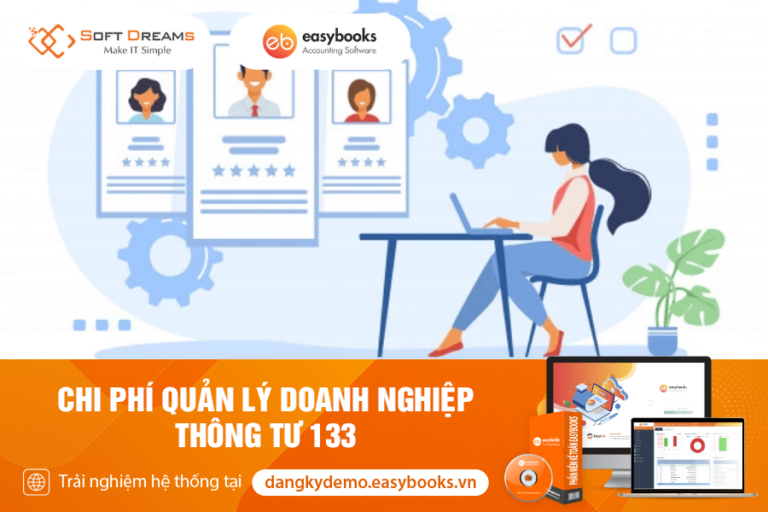 SOFT DREAMS
Make IT Simple
eb easybooks
Accounting Software
CHI PHÍ QUẢN LÝ DOANH NGHIỆP
THÔNG TƯ 133
Trải nghiệm hệ thống tại
dangkydemo.easybooks.vn
easybooks
PHẦN MỀM KẾ TOÁN EASYBOOKS